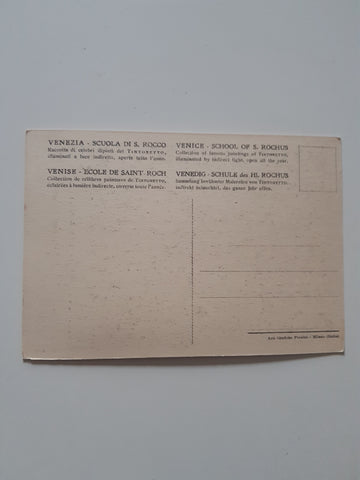 VENEZIA - SCUOLA DI S. ROCCO
Raccolta di celebri dipinti del TINTORETTO,
illuminati a luce indiretta, aperta tutto l'anno.
VENICE - SCHOOL OF S. ROCHUS
Collection of famous paintings of TINTORETTO,
illuminated by indirect light, open all the year.
VENISE - ÉCOLE DE SAINT ROCH
Collection de célèbres peintures de TINTORETTO,
éclairées à lumière indirecte, ouverte toute l'année.
VENEDIG - SCHULE des Hl. ROCHUS
Sammlung berühmter Malereien von TINTORETTO,
indirekt beleuchtet, das ganze Jahr offen.
Milano